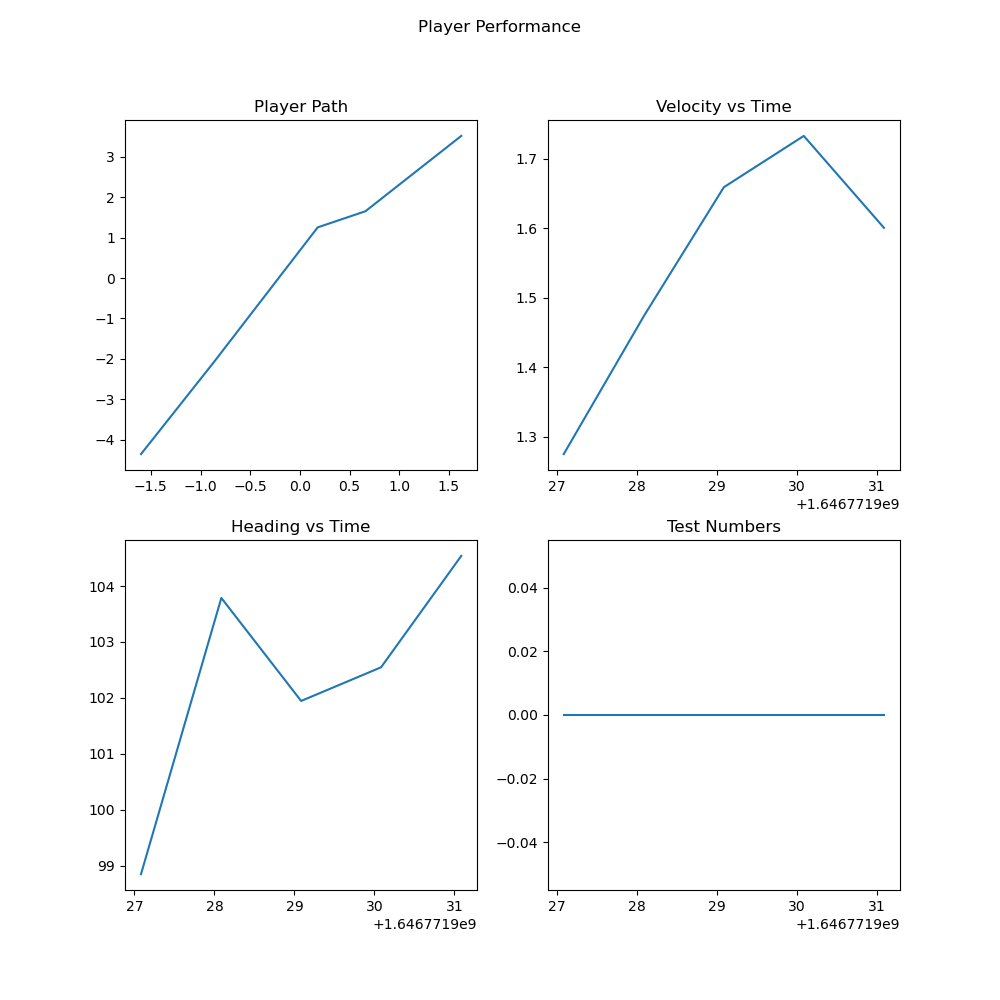 Player Performance
Player Path
3
2
1
0
−1
−2
−3
−4
−1.5 −1.0 −0.5 0.0 0.5 1.0 1.5
Velocity vs Time
1.7
1.6
1.5
1.4
1.3
27 28 29 30 31
+1.6467719e9
Heading vs Time
104
103
102
101
100
99
27 28 29 30 31
+1.6467719e9
Test Numbers
0.04
0.02
0.00
−0.02
−0.04
27 28 29 30 31
+1.6467719e9